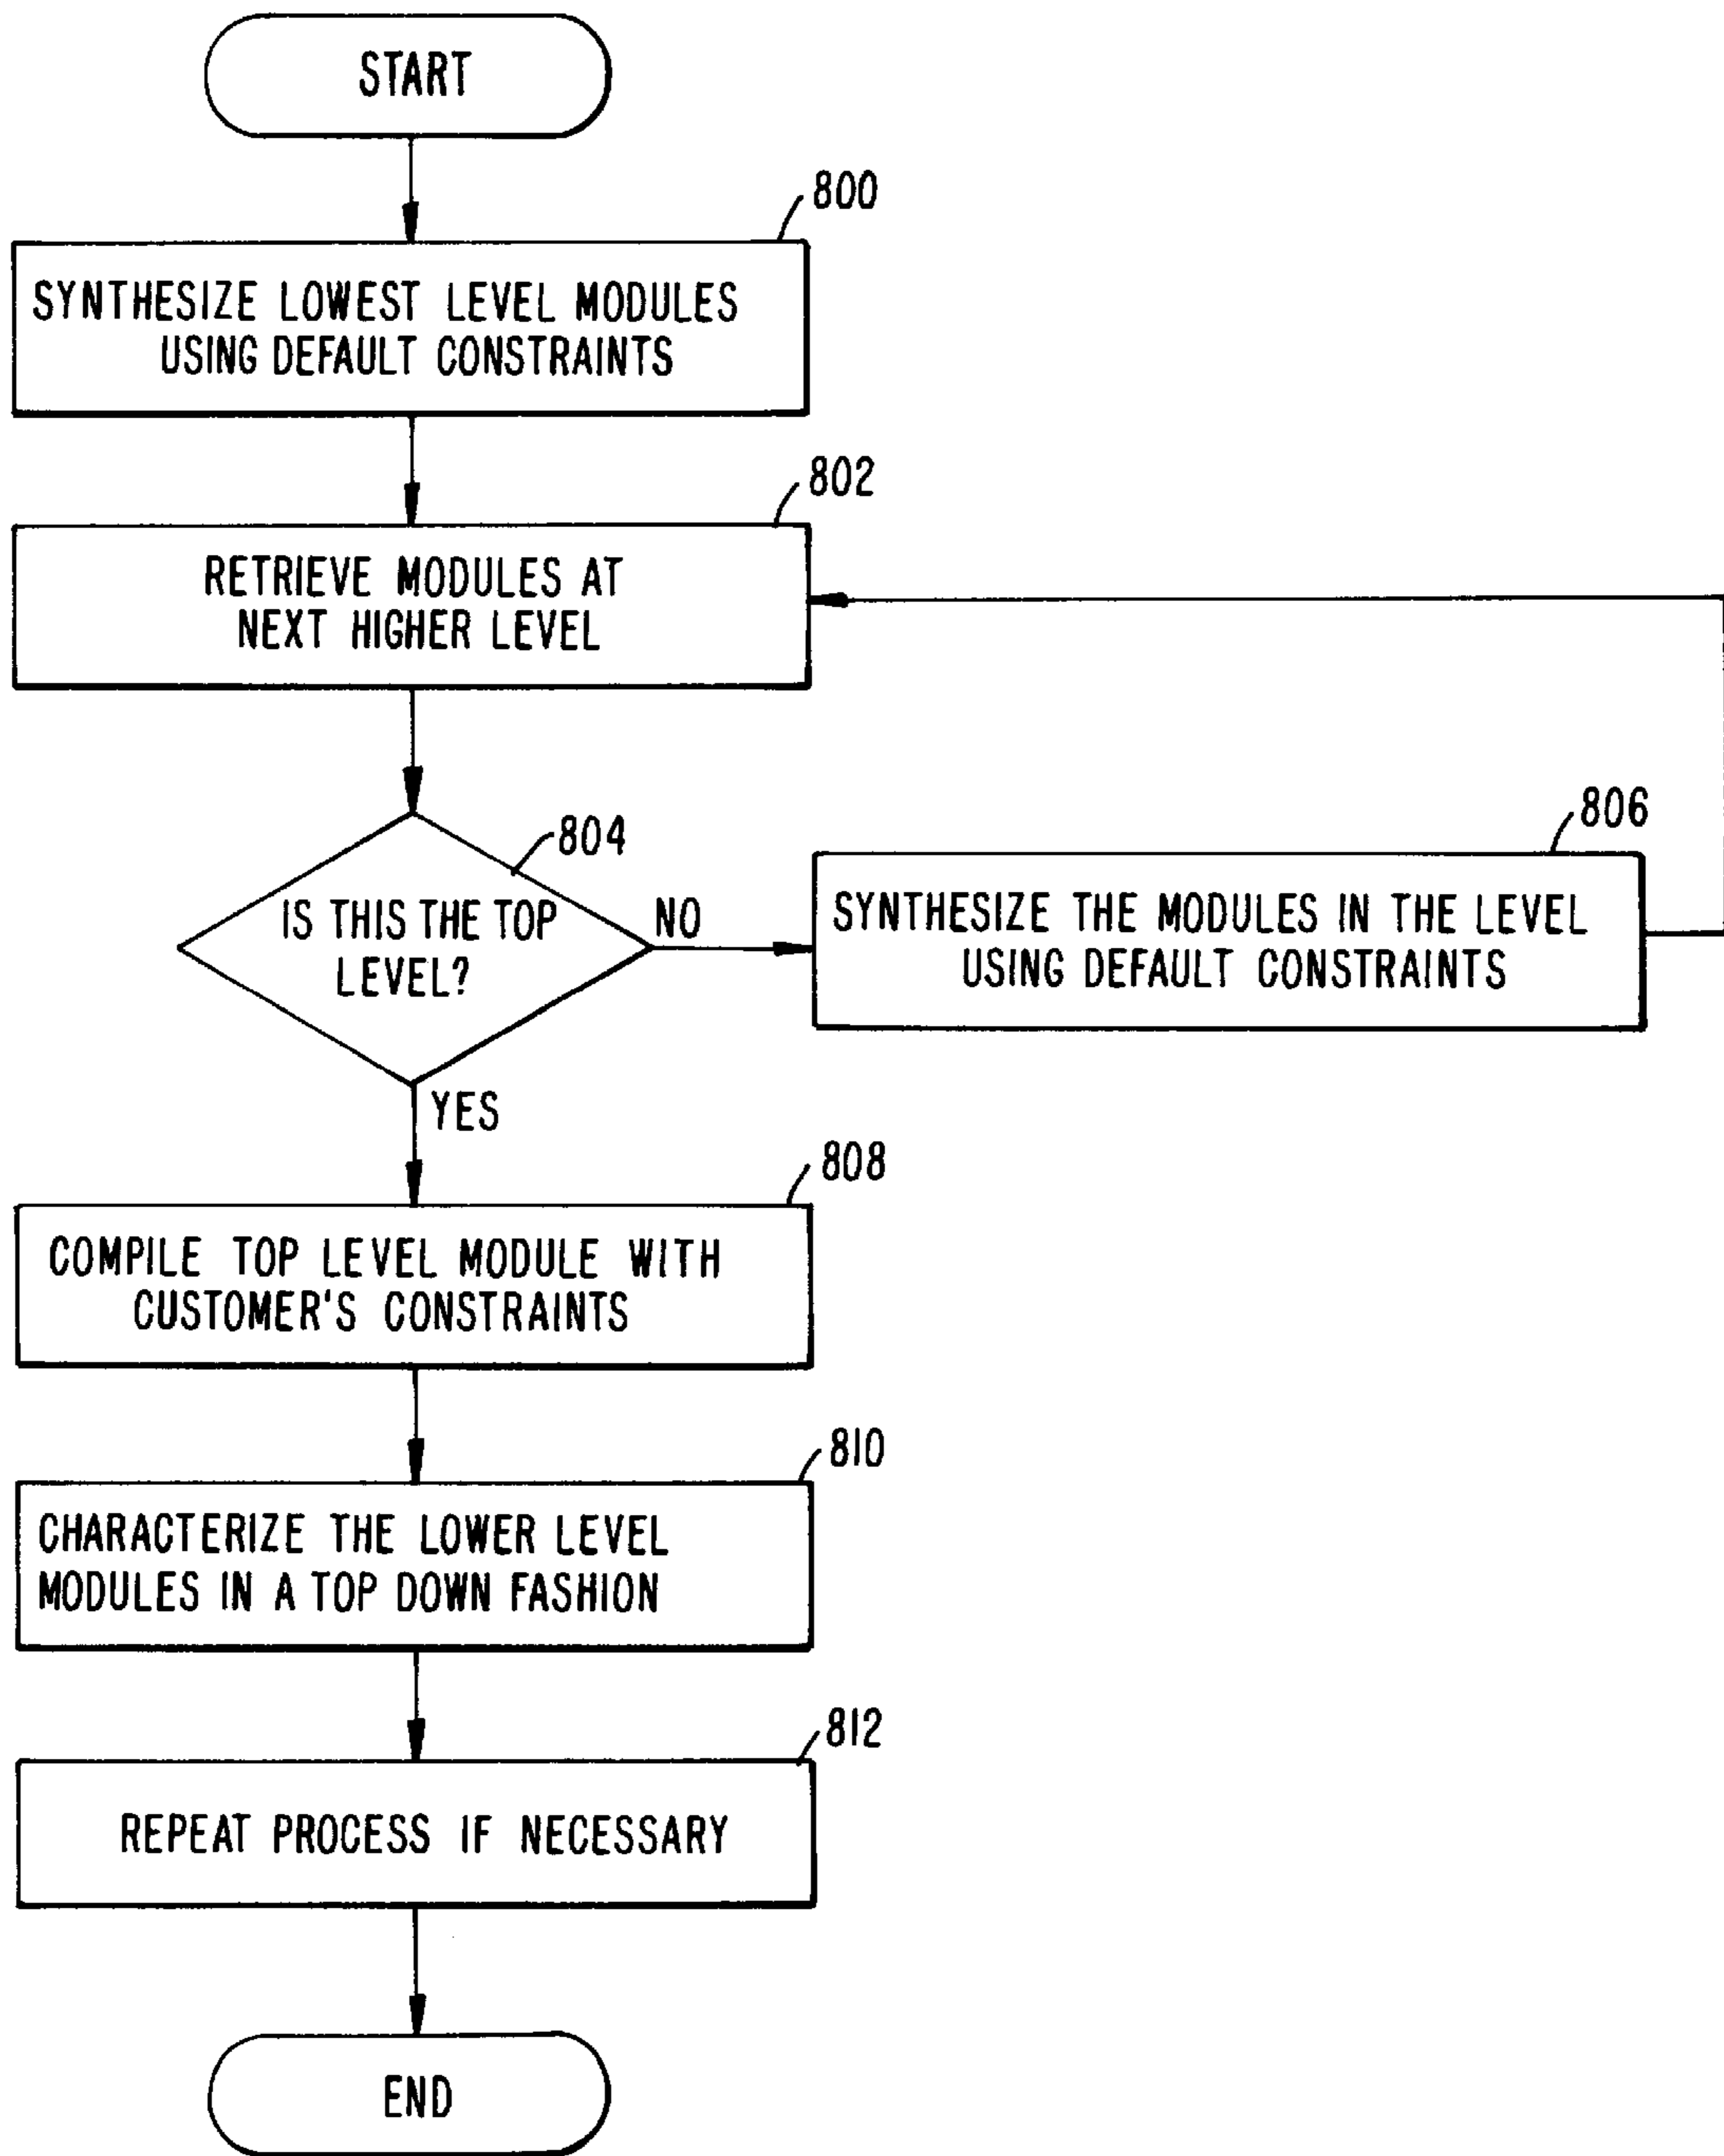 START
800
SYNTHESIZE LOWEST LEVEL MODULES
USING DEFAULT CONSTRAINTS
802
RETRIEVE MODULES AT
NEXT HIGHER LEVEL
804
IS THIS THE TOP
LEVEL?
NO
806
SYNTHESIZE THE MODULES IN THE LEVEL
USING DEFAULT CONSTRAINTS
YES
808
COMPILE TOP LEVEL MODULE WITH
CUSTOMER'S CONSTRAINTS
810
CHARACTERIZE THE LOWER LEVEL
MODULES IN A TOP DOWN FASHION
812
REPEAT PROCESS IF NECESSARY
END